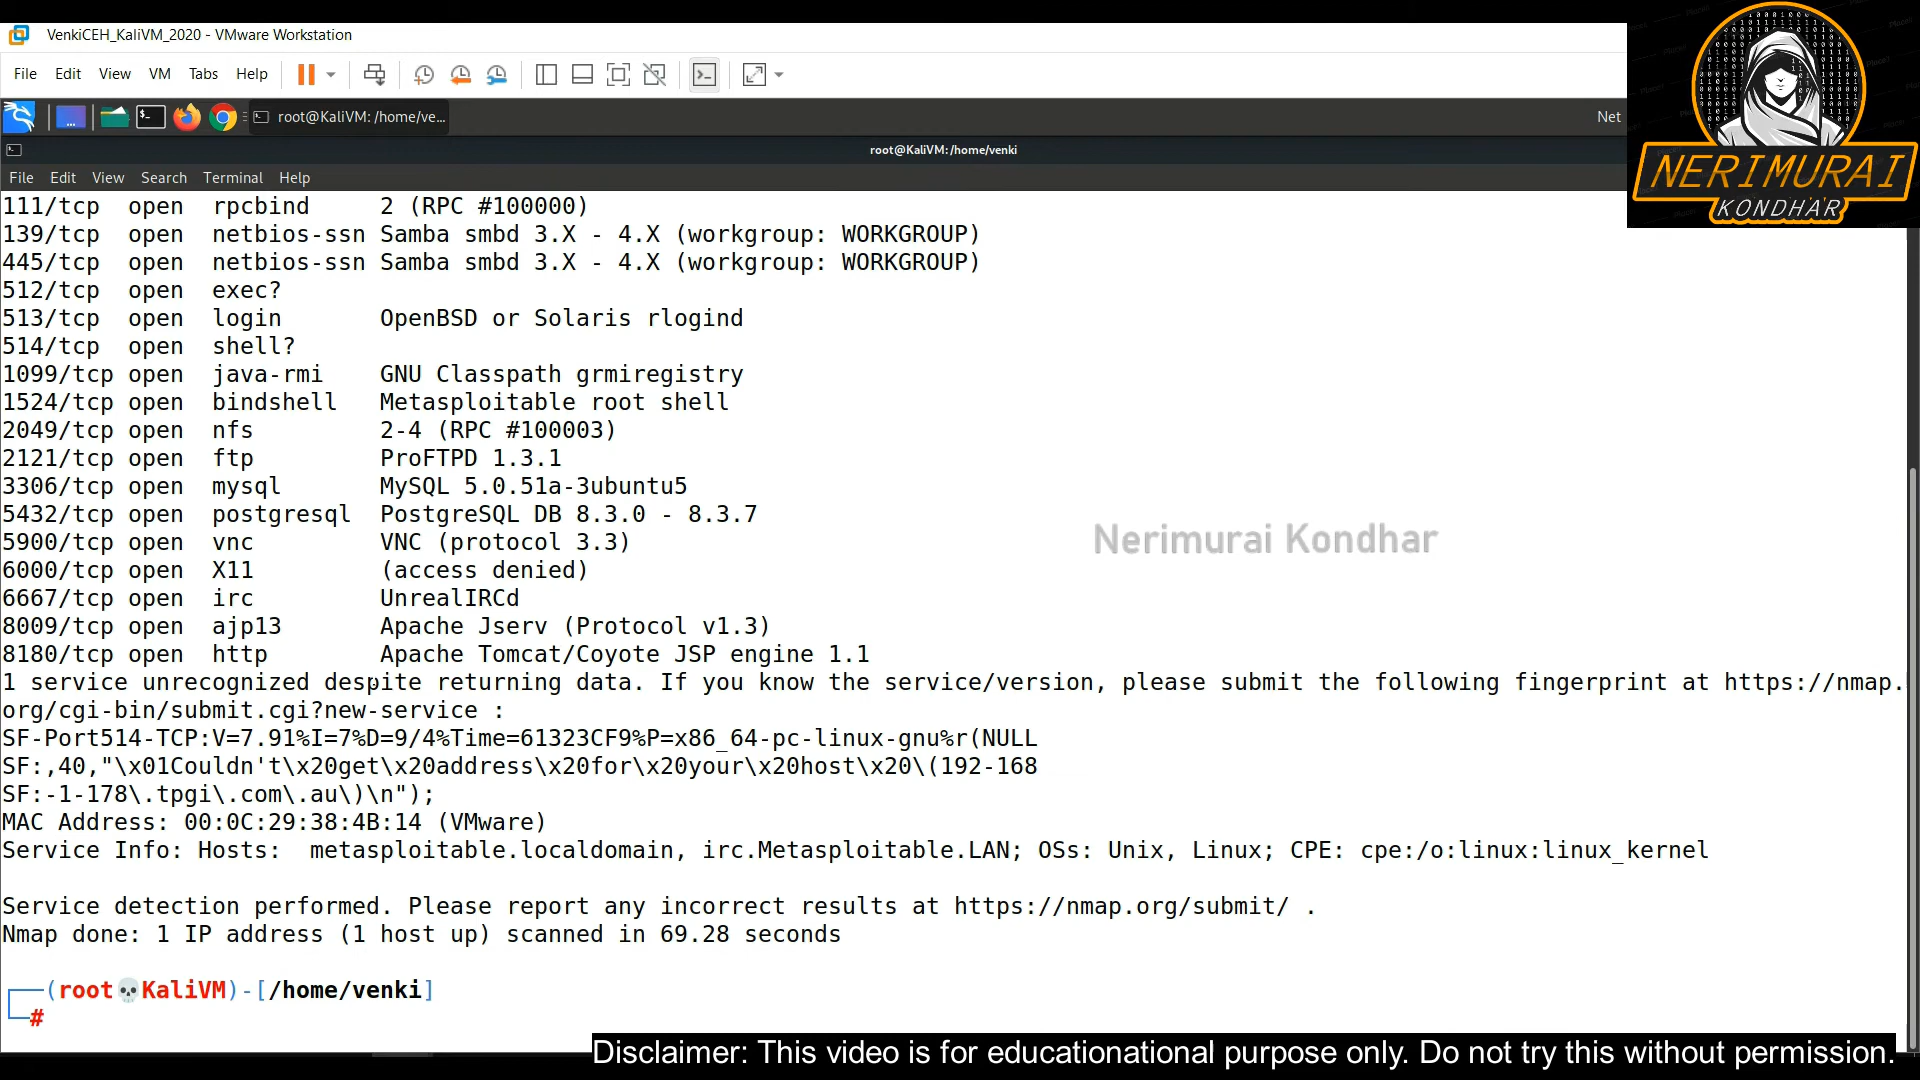 VenkiCEH_KaliVM_2020 - VMware Workstation
File Edit View VM Tabs Help
root@KaliVM: /home/ve...
Net
root@KaliVM: /home/venki
File Edit View Search Terminal Help
NERIMURAI
KONDHAR
111/tcp open rpcbind 2 (RPC #100000)
139/tcp open netbios-ssn Samba smbd 3.X - 4.X (workgroup: WORKGROUP)
445/tcp open netbios-ssn Samba smbd 3.X - 4.X (workgroup: WORKGROUP)
512/tcp open exec?
513/tcp open login OpenBSD or Solaris rlogind
514/tcp open shell?
1099/tcp open java-rmi GNU Classpath grmiregistry
1524/tcp open bindshell Metasploitable root shell
2049/tcp open nfs 2-4 (RPC #100003)
2121/tcp open ftp ProFTPD 1.3.1
3306/tcp open mysql MySQL 5.0.51a-3ubuntu5
5432/tcp open postgresql PostgreSQL DB 8.3.0 - 8.3.7
5900/tcp open vnc VNC (protocol 3.3)
Nerimurai Kondhar
6000/tcp open X11 (access denied)
6667/tcp open irc UnrealIRCd
8009/tcp open ajp13 Apache Jserv (Protocol v1.3)
8180/tcp open http Apache Tomcat/Coyote JSP engine 1.1
1 service unrecognized despite returning data. If you know the service/version, please submit the following fingerprint at https://nmap.
org/cgi-bin/submit.cgi?new-service :
SF-Port514-TCP:V=7.91%I=7%D=9/4%Time=61323CF9%P=x86_64-pc-linux-gnu%r(NULL
SF:,40,"\x01Couldn't\x20get\x20address\x20for\x20your\x20host\x20\(192-168
SF:-1-178\.tpgi\.com\.au\)\n");
MAC Address: 00:0C:29:38:4B:14 (VMware)
Service Info: Hosts:  metasploitable.localdomain, irc.Metasploitable.LAN; OSs: Unix, Linux; CPE: cpe:/o:linux:linux_kernel
Service detection performed. Please report any incorrect results at https://nmap.org/submit/ .
Nmap done: 1 IP address (1 host up) scanned in 69.28 seconds
(root💀KaliVM)-[/home/venki]
#
Disclaimer: This video is for educationational purpose only. Do not try this without permission.